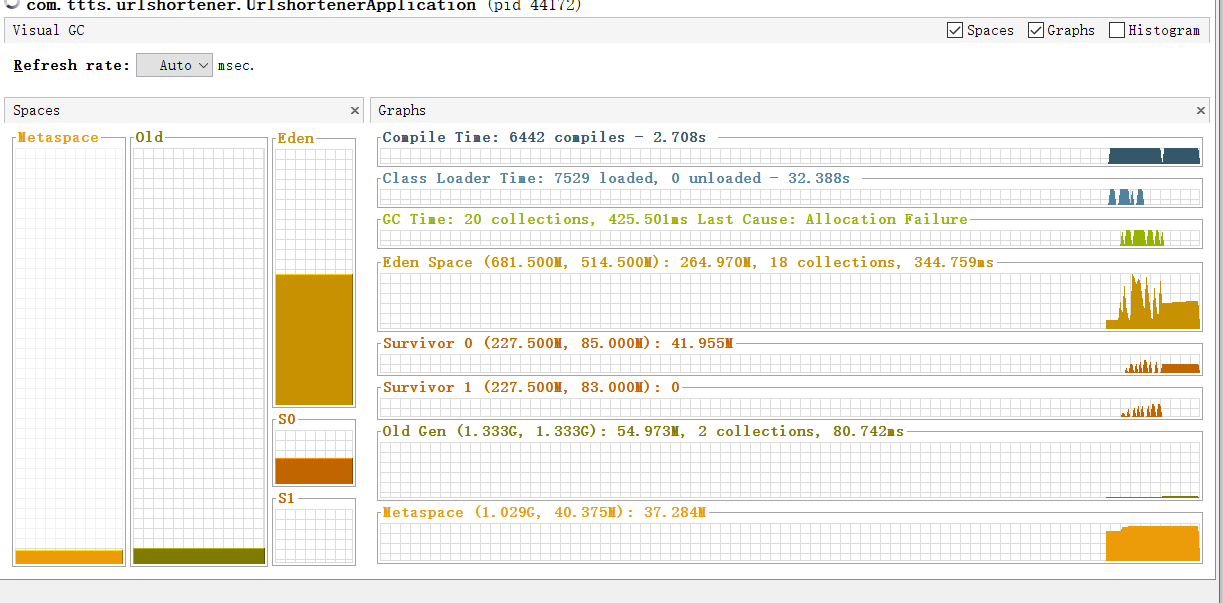 com.ttts.urlshortener.UrlshortenerApplication (pid 44172)
Visual GC
Spaces Graphs Histogram
Refresh rate: Auto msec.
Spaces
Metaspace
Old
Eden
S0
S1
Graphs
Compile Time: 6442 compiles - 2.708s
Class Loader Time: 7529 loaded, 0 unloaded - 32.388s
GC Time: 20 collections, 425.501ms Last Cause: Allocation Failure
Eden Space (681.500M, 514.500M): 264.970M, 18 collections, 344.759ms
Survivor 0 (227.500M, 85.000M): 41.955M
Survivor 1 (227.500M, 83.000M): 0
Old Gen (1.333G, 1.333G): 54.973M, 2 collections, 80.742ms
Metaspace (1.029G, 40.375M): 37.284M